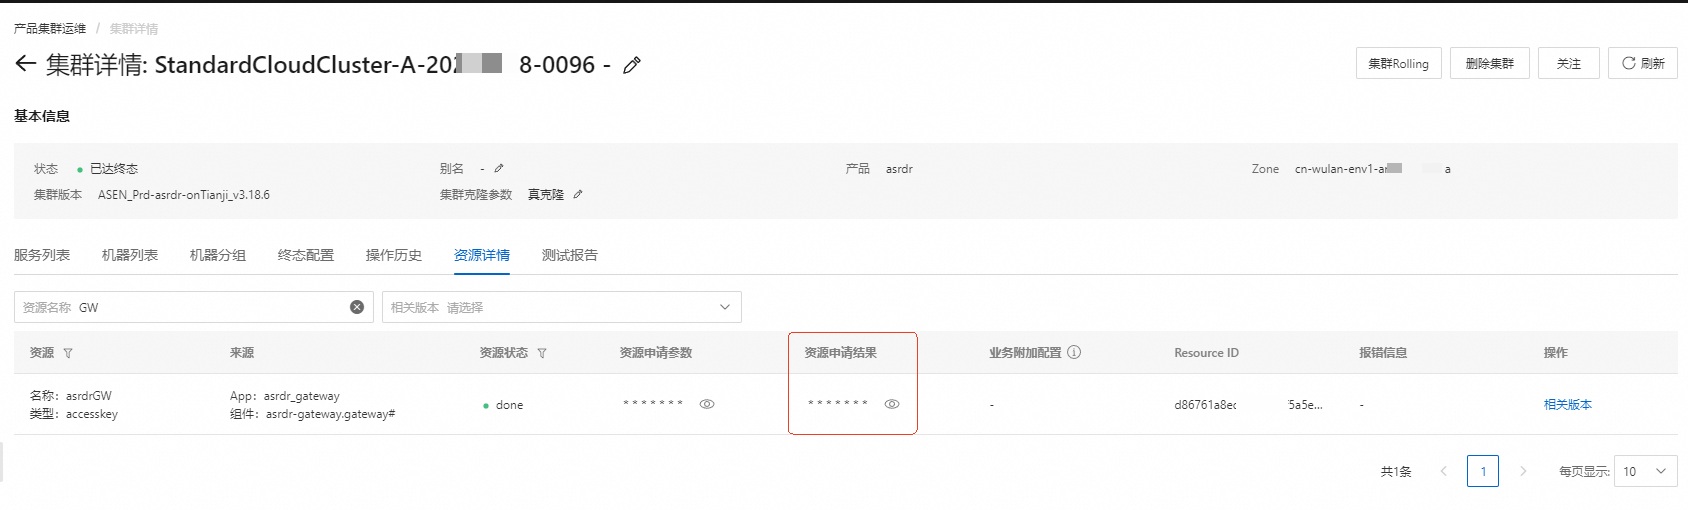 产品集群运维 / 集群详情
集群详情: StandardCloudCluster-A-202 8-0096 -
集群Rolling 删除集群 关注 刷新
基本信息
状态 已达终态 别名 - 产品 asrdr Zone cn-wulan-env1-ar a
集群版本 ASEN_Prd-asrdr-onTianji_v3.18.6 集群克隆参数 真克隆
服务列表 机器列表 机器分组 终态配置 操作历史 资源详情 测试报告
资源名称 GW 相关版本 请选择
资源 来源 资源状态 资源申请参数 资源申请结果 业务附加配置 Resource ID 报错信息 操作
名称：asrdrGW App：asrdr_gateway
类型：accesskey 组件：asrdr-gateway.gateway#
done ******* ******* - d86761a8ec f5a5e... - 相关版本
共1条 1 每页显示: 10